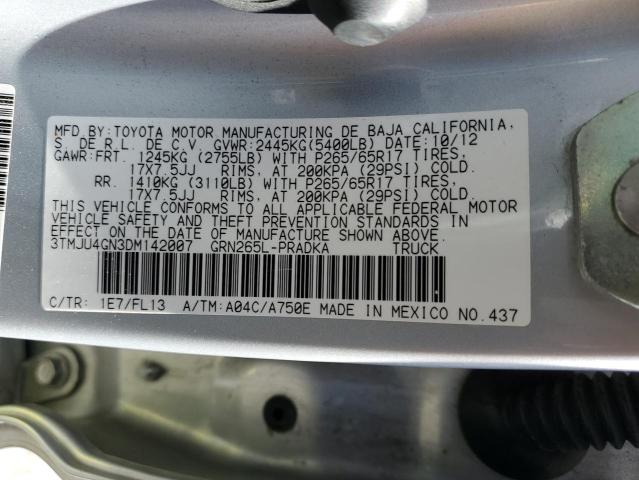 MFD.BY:TOYOTA MOTOR MANUFACTURING DE BAJA CALIFORNIA,
S. DE R.L. DE C.V. GVWR:2445KG(5400LB) DATE:10/12
GAWR:FRT. 1245KG (2755LB) WITH P265/65R17 TIRES,
17X7.5JJ RIMS, AT 200KPA (29PSI) COLD.
RR. 1410KG (3110LB) WITH P265/65R17 TIRES,
17X7.5JJ RIMS, AT 200KPA (29PSI) COLD.
THIS VEHICLE CONFORMS TO ALL APPLICABLE FEDERAL MOTOR
VEHICLE SAFETY AND THEFT PREVENTION STANDARDS IN
EFFECT ON THE DATE OF MANUFACTURE SHOWN ABOVE.
3TMJU4GN3DM142007 GRN265L-PRADKA TRUCK
C/TR: 1E7/FL13 A/TM:A04C/A750E MADE IN MEXICO NO.437